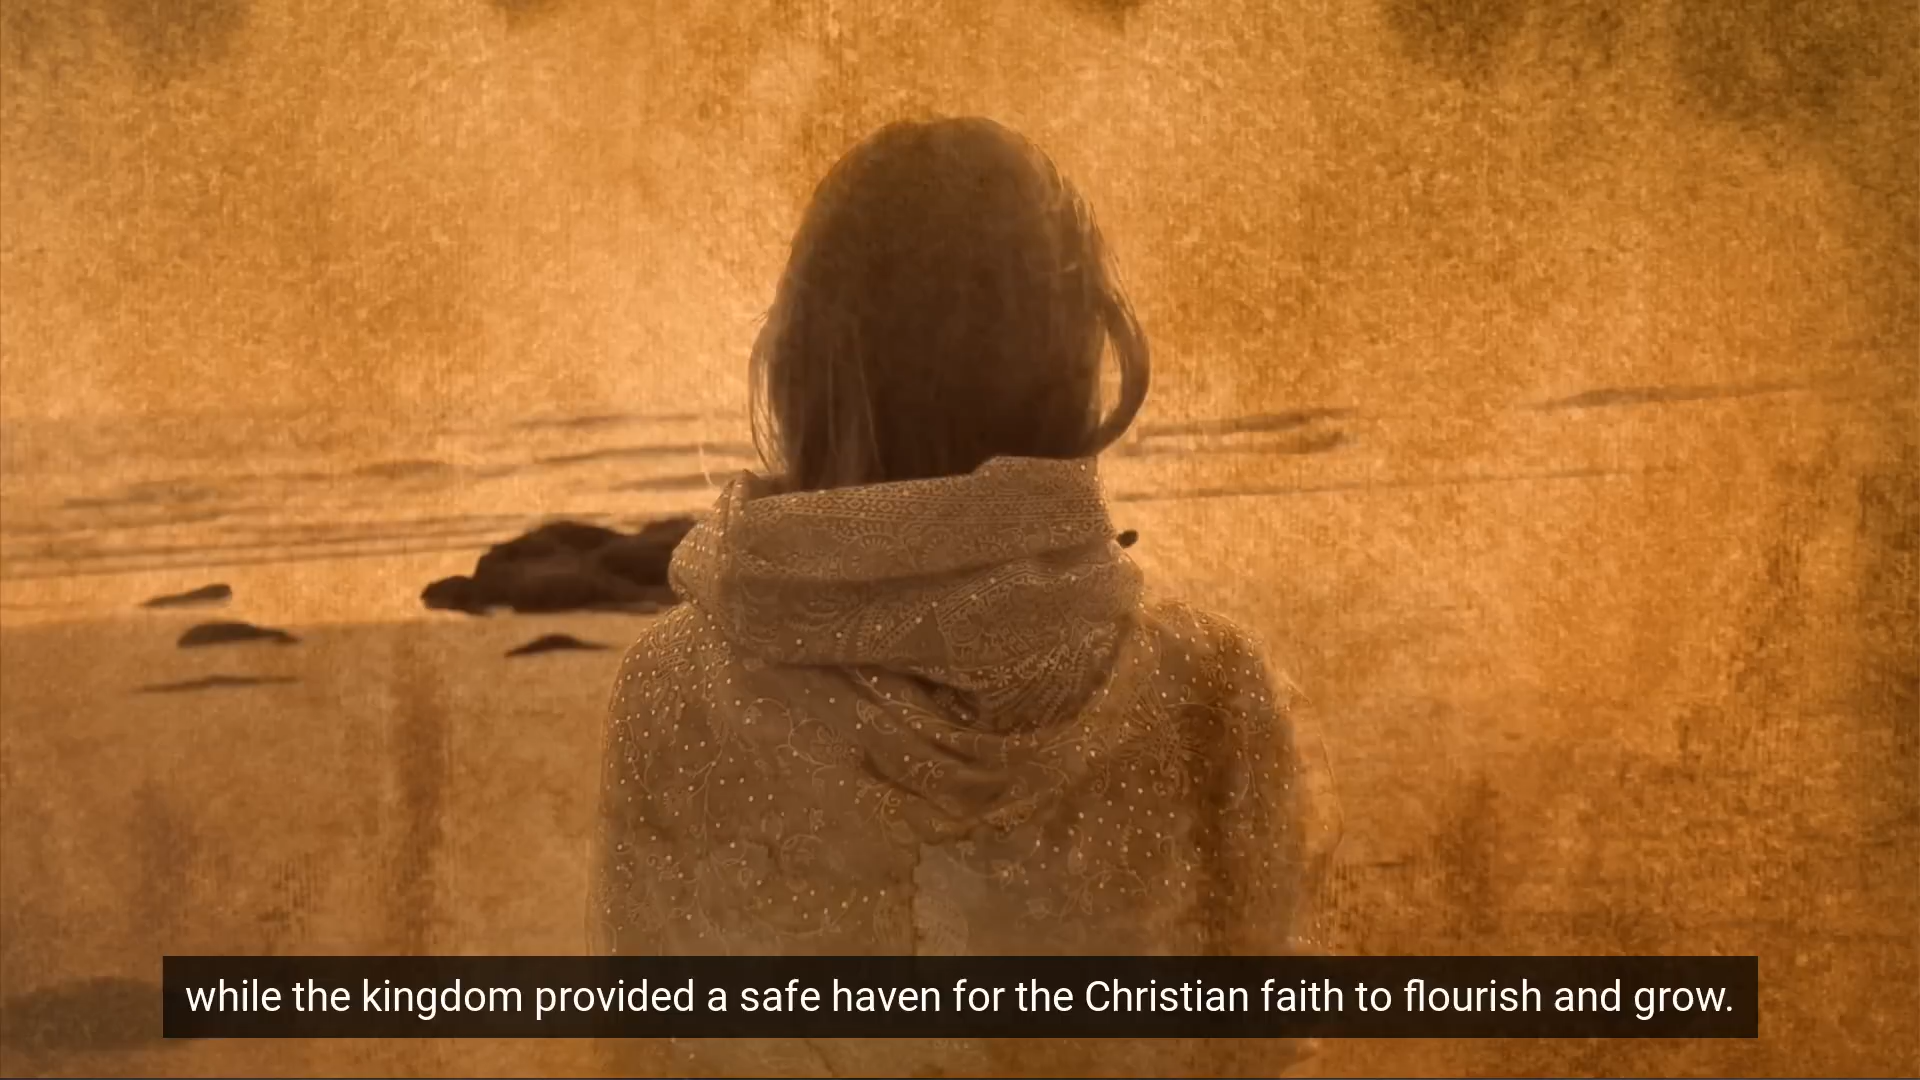 while the kingdom provided a safe haven for the Christian faith to flourish and grow.